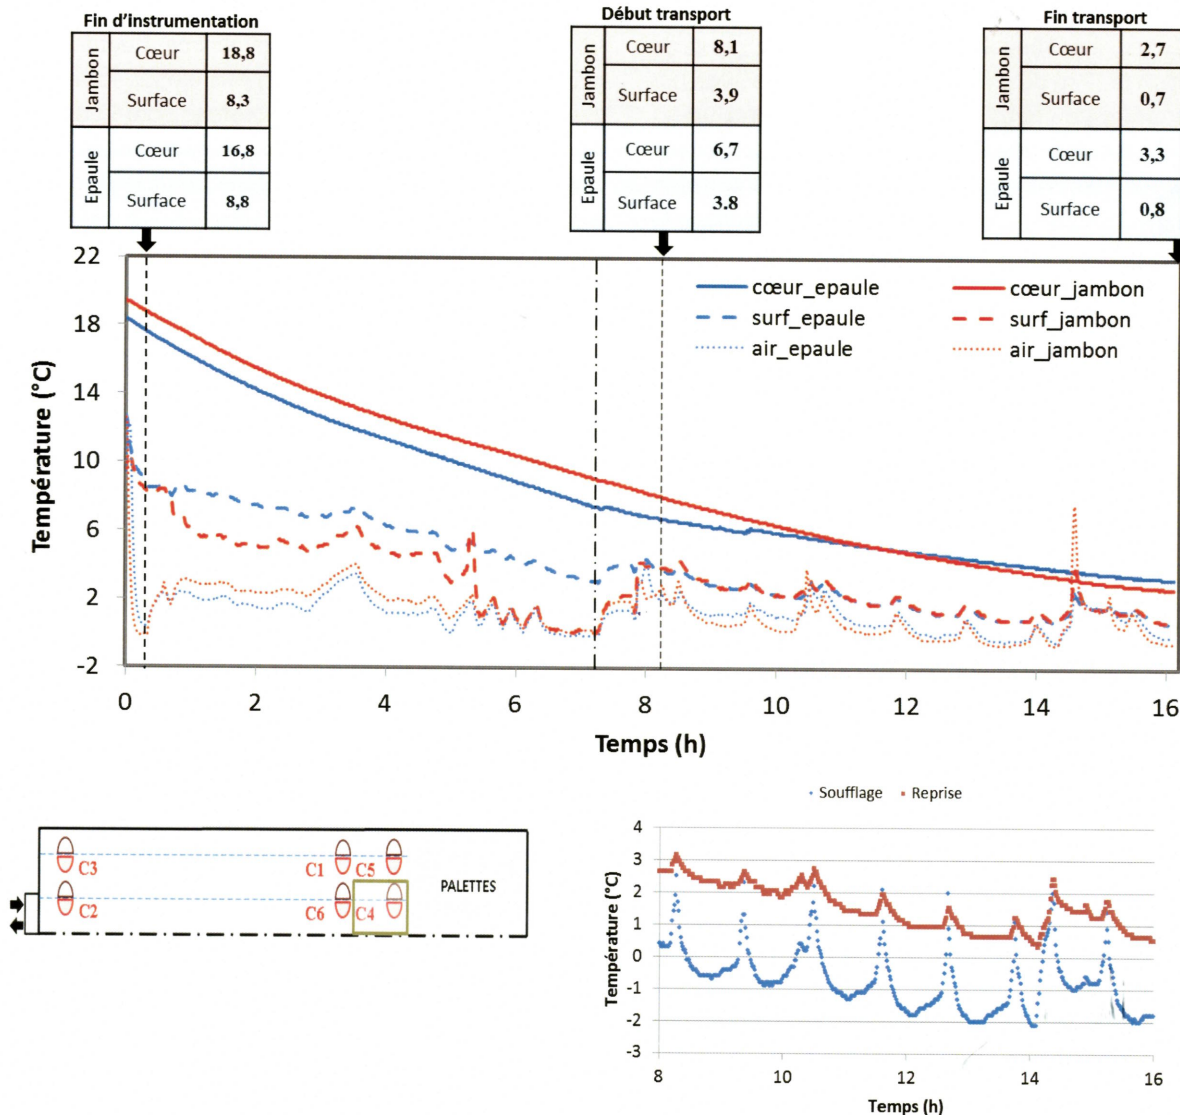 Fin d'instrumentation
Jambon
Cœur 18,8
Surface 8,3
Epaule
Cœur 16,8
Surface 8,8
Début transport
Jambon
Cœur 8,1
Surface 3,9
Epaule
Cœur 6,7
Surface 3.8
Fin transport
Jambon
Cœur 2,7
Surface 0,7
Epaule
Cœur 3,3
Surface 0,8
Température (°C)
22
18
14
10
6
2
-2
cœur_epaule cœur_jambon
surf_epaule surf_jambon
air_epaule air_jambon
0 2 4 6 8 10 12 14 16
Temps (h)
C3 C1 C5
C2 C6 C4
PALETTES
Soufflage Reprise
Température (°C)
4
3
2
1
0
-1
-2
-3
8 10 12 14 16
Temps (h)